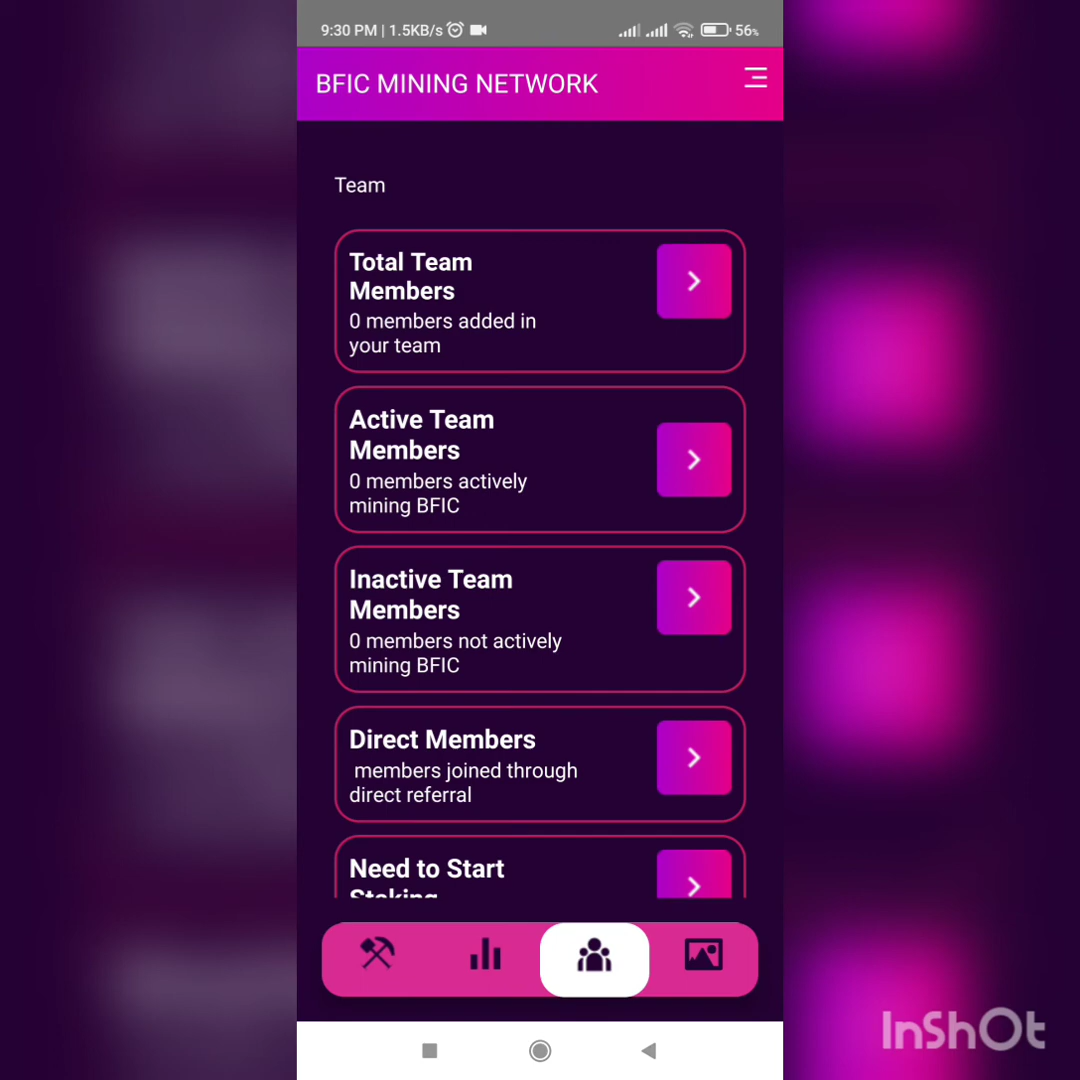 9:30 PM | 1.5KB/s 56%
BFIC MINING NETWORK
Team
Total Team
Members
0 members added in
your team
Active Team
Members
0 members actively
mining BFIC
Inactive Team
Members
0 members not actively
mining BFIC
Direct Members
members joined through
direct referral
Need to Start
Staking
InShOt